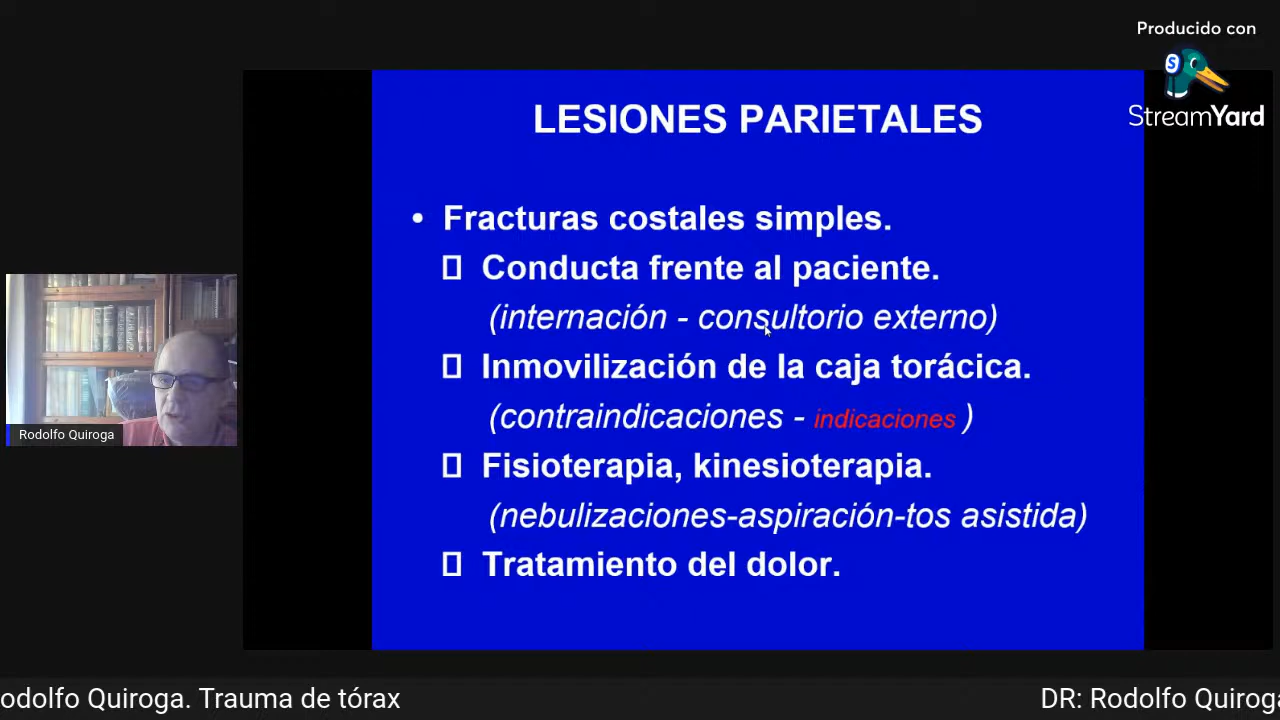 Producido con
StreamYard
LESIONES PARIETALES
• Fracturas costales simples.
Conducta frente al paciente.
(internación - consultorio externo)
Inmovilización de la caja torácica.
(contraindicaciones - indicaciones )
Fisioterapia, kinesioterapia.
(nebulizaciones-aspiración-tos asistida)
Tratamiento del dolor.
Rodolfo Quiroga
odolfo Quiroga. Trauma de tórax
DR: Rodolfo Quiroga